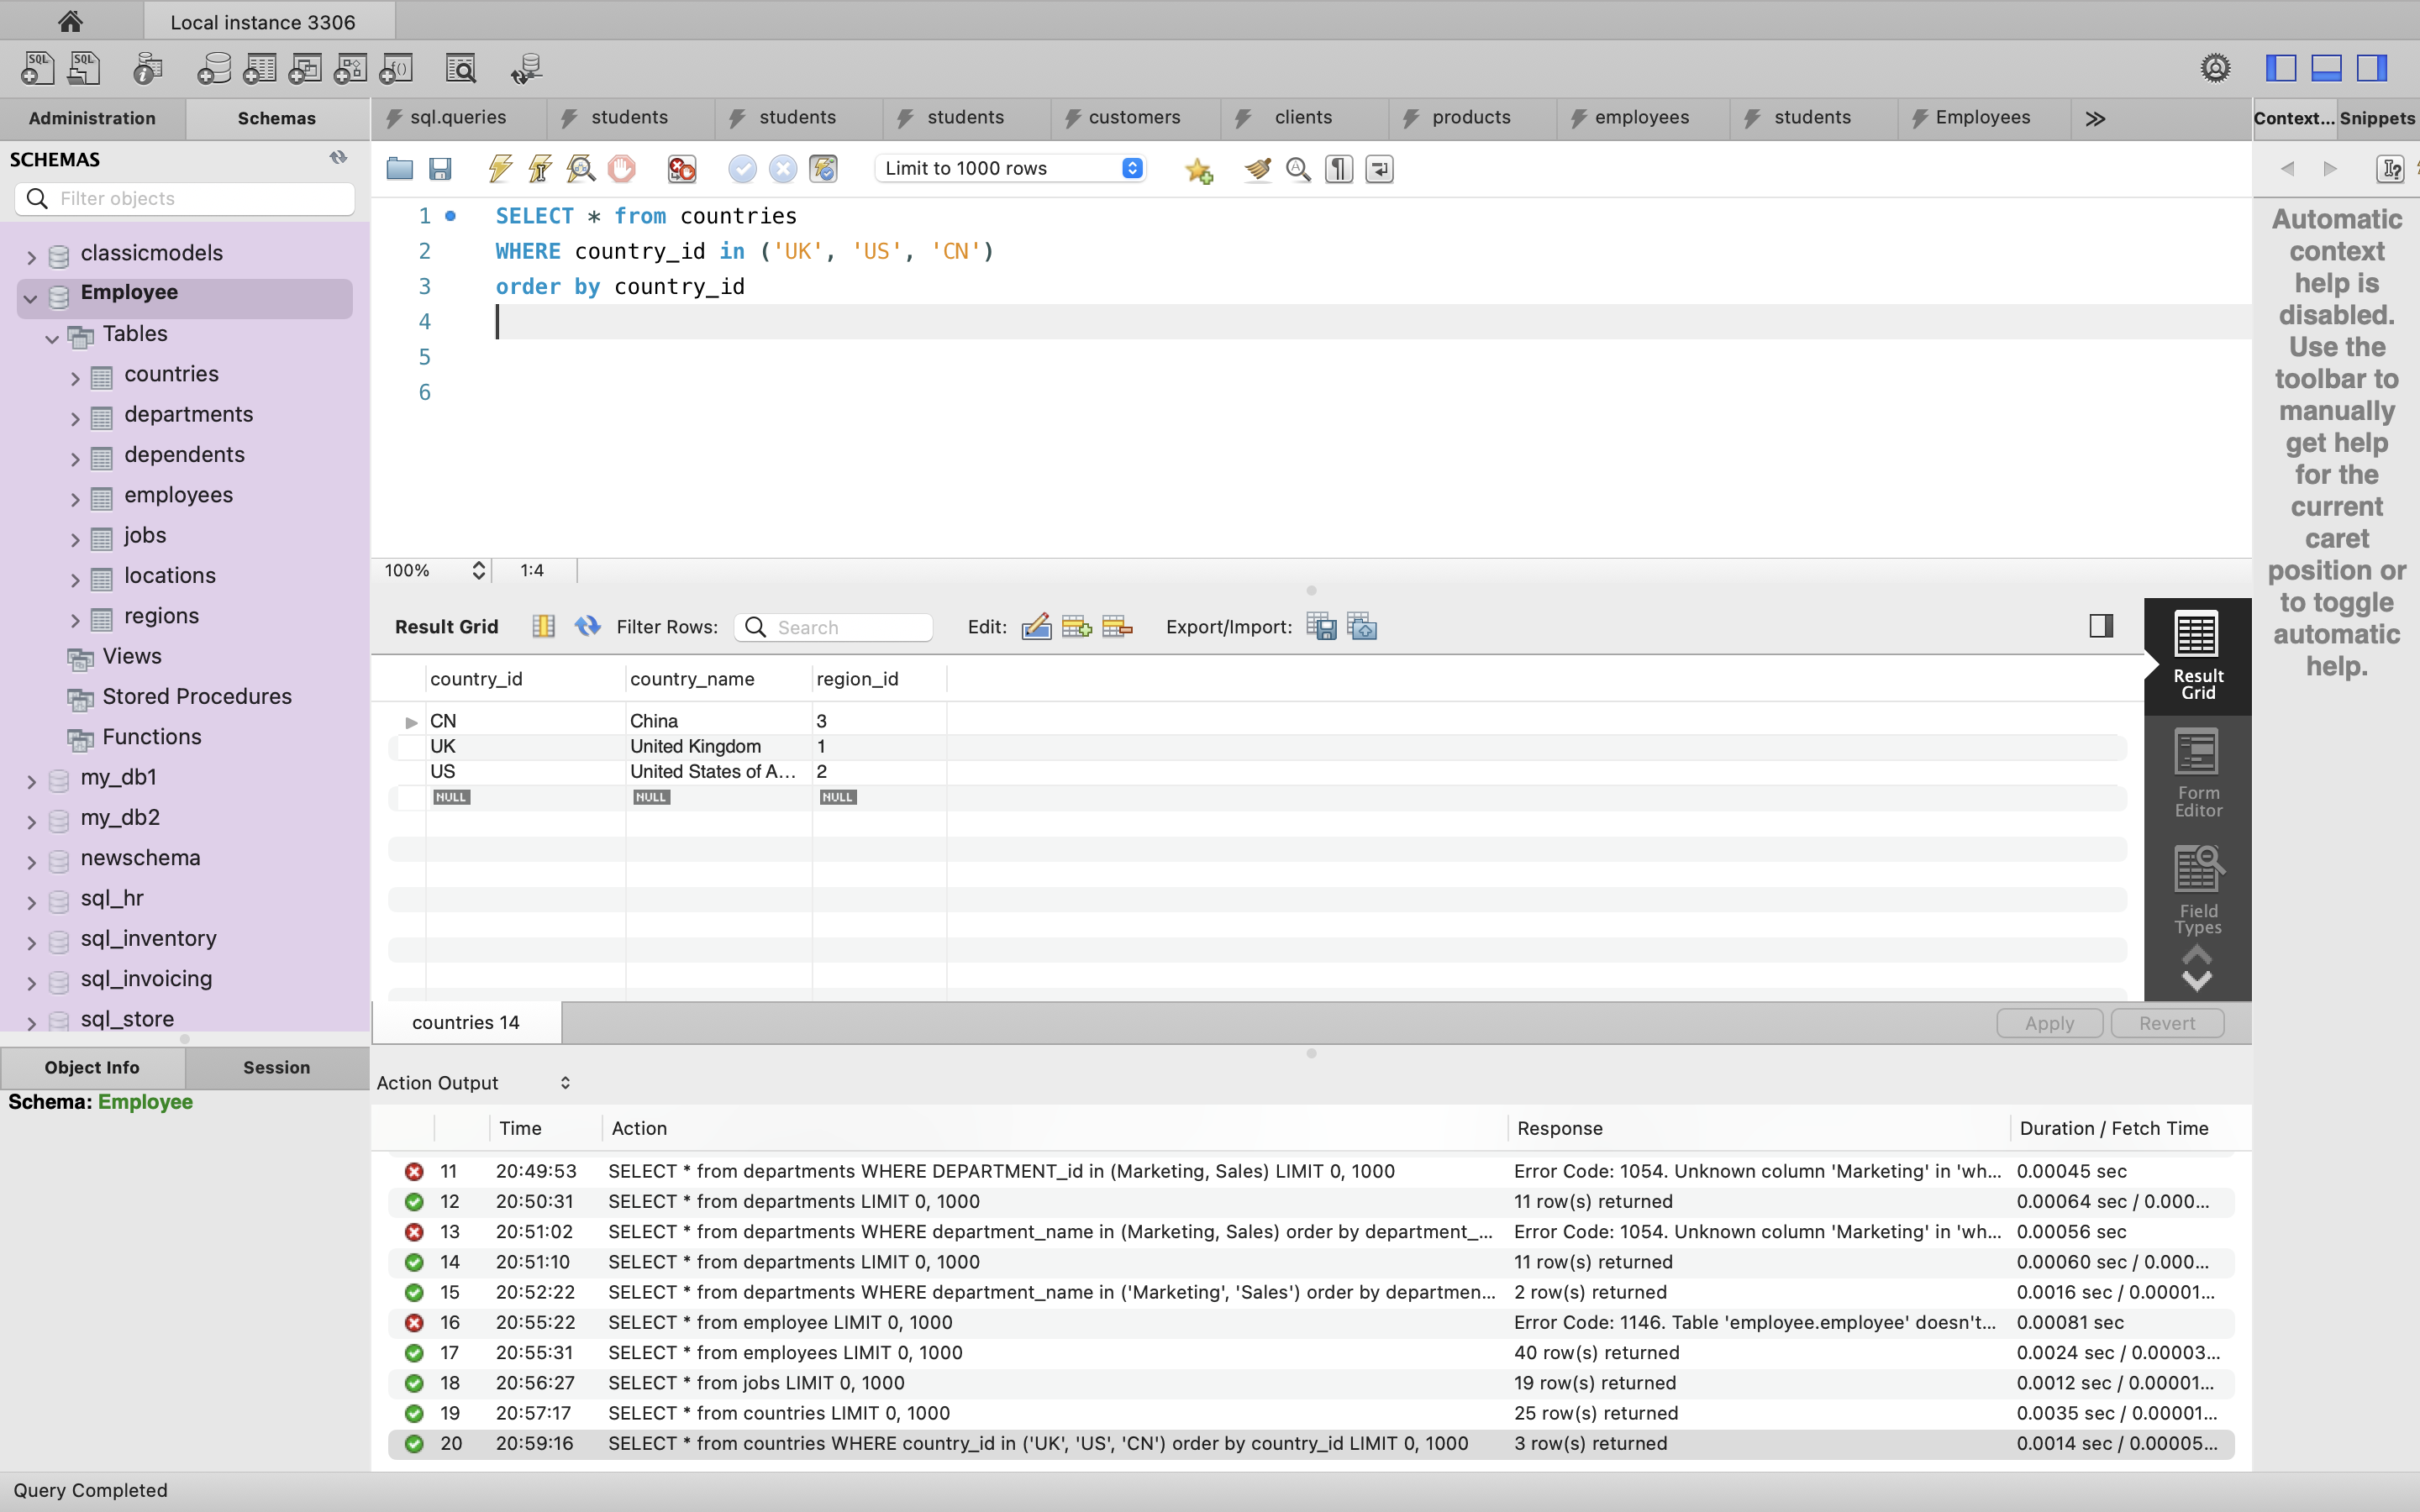 Local instance 3306
Administration
Schemas
sql.queries
students
students
students
customers
clients
products
employees
students
Employees
Context...
Snippets
SCHEMAS
Filter objects
classicmodels
Employee
Tables
countries
departments
dependents
employees
jobs
locations
regions
Views
Stored Procedures
Functions
my_db1
my_db2
newschema
sql_hr
sql_inventory
sql_invoicing
sql_store
Object Info
Session
Schema: Employee
Limit to 1000 rows
1 SELECT * from countries
2 WHERE country_id in ('UK', 'US', 'CN')
3 order by country_id
4
5
6
100%
1:4
Automatic
context
help is
disabled.
Use the
toolbar to
manually
get help
for the
current
caret
position or
to toggle
automatic
help.
Result Grid
Filter Rows:
Search
Edit:
Export/Import:
country_id country_name region_id
CN China 3
UK United Kingdom 1
US United States of A... 2
NULL NULL NULL
Result
Grid
Form
Editor
Field
Types
countries 14
Apply
Revert
Action Output
Time Action Response Duration / Fetch Time
11 20:49:53 SELECT * from departments WHERE DEPARTMENT_id in (Marketing, Sales) LIMIT 0, 1000 Error Code: 1054. Unknown column 'Marketing' in 'wh... 0.00045 sec
12 20:50:31 SELECT * from departments LIMIT 0, 1000 11 row(s) returned 0.00064 sec / 0.000...
13 20:51:02 SELECT * from departments WHERE department_name in (Marketing, Sales) order by department_... Error Code: 1054. Unknown column 'Marketing' in 'wh... 0.00056 sec
14 20:51:10 SELECT * from departments LIMIT 0, 1000 11 row(s) returned 0.00060 sec / 0.000...
15 20:52:22 SELECT * from departments WHERE department_name in ('Marketing', 'Sales') order by departmen... 2 row(s) returned 0.0016 sec / 0.00001...
16 20:55:22 SELECT * from employee LIMIT 0, 1000 Error Code: 1146. Table 'employee.employee' doesn't... 0.00081 sec
17 20:55:31 SELECT * from employees LIMIT 0, 1000 40 row(s) returned 0.0024 sec / 0.00003...
18 20:56:27 SELECT * from jobs LIMIT 0, 1000 19 row(s) returned 0.0012 sec / 0.00001...
19 20:57:17 SELECT * from countries LIMIT 0, 1000 25 row(s) returned 0.0035 sec / 0.00001...
20 20:59:16 SELECT * from countries WHERE country_id in ('UK', 'US', 'CN') order by country_id LIMIT 0, 1000 3 row(s) returned 0.0014 sec / 0.00005...
Query Completed